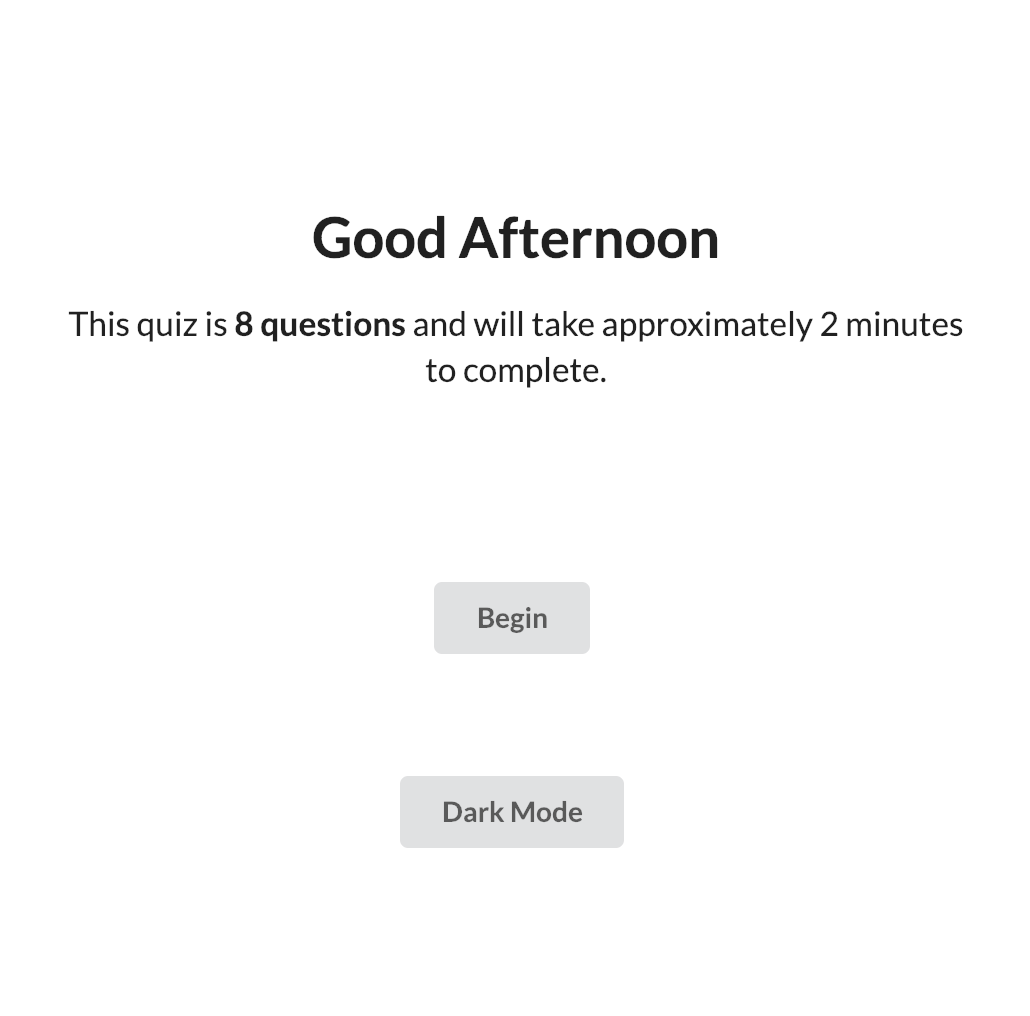 Good Afternoon
This quiz is 8 questions and will take approximately 2 minutes
to complete.
Begin
Dark Mode